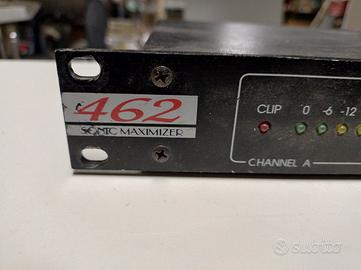 462
SONIC MAXIMIZER
CLIP 0 -6 -12
CHANNEL A
subito